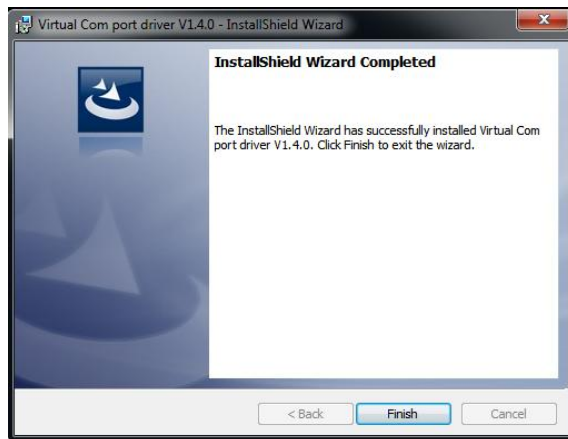 Virtual Com port driver V1.4.0 - InstallShield Wizard
InstallShield Wizard Completed
The InstallShield Wizard has successfully installed Virtual Com
port driver V1.4.0. Click Finish to exit the wizard.
< Back
Finish
Cancel